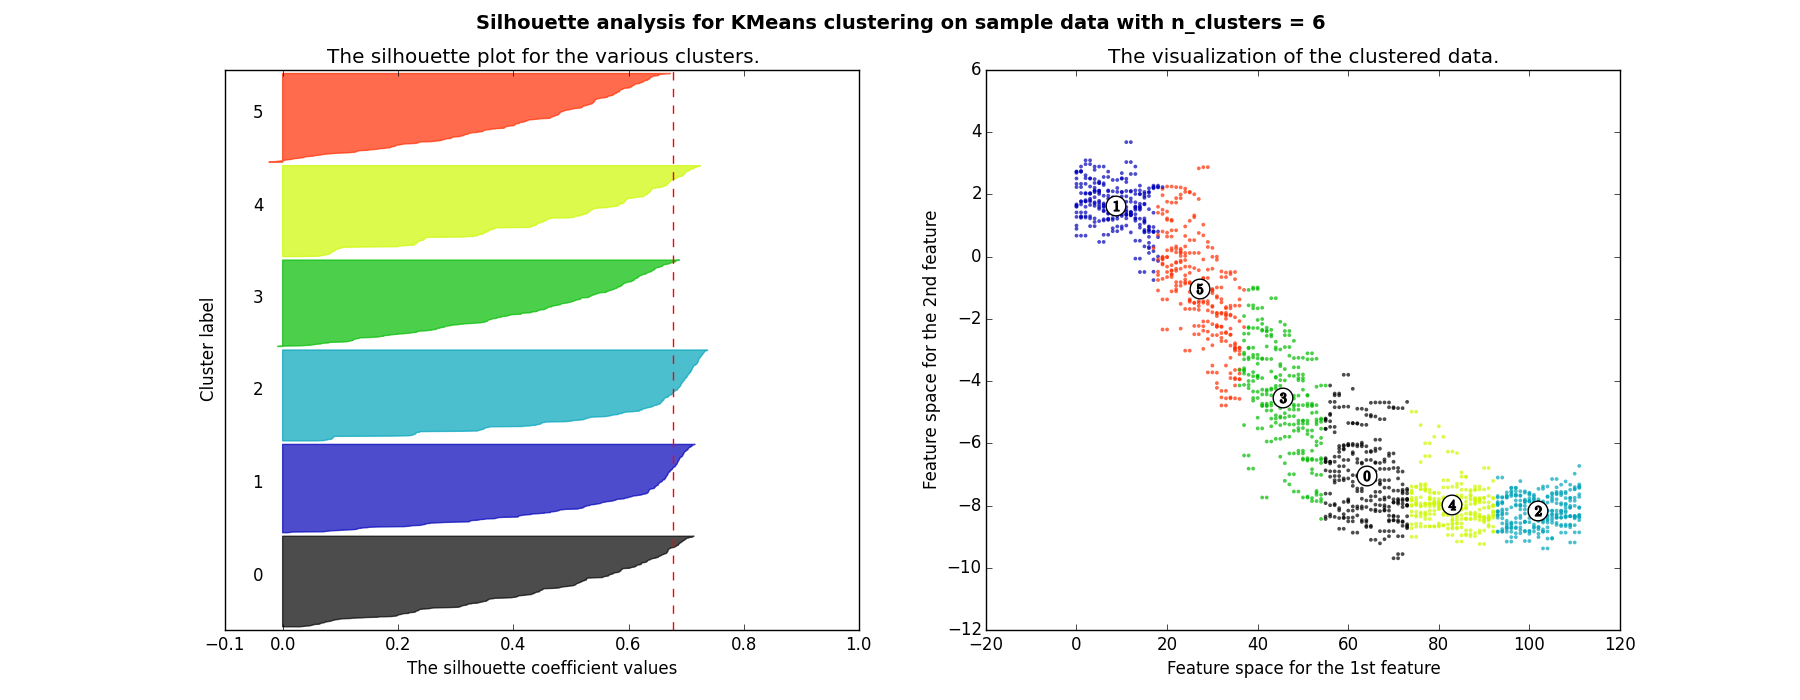 Silhouette analysis for KMeans clustering on sample data with n_clusters = 6
The silhouette plot for the various clusters.
5
4
3
2
1
0
Cluster label
−0.1 0.0 0.2 0.4 0.6 0.8 1.0
The silhouette coefficient values
The visualization of the clustered data.
6
4
2
0
−2
−4
−6
−8
−10
−12
Feature space for the 2nd feature
1
5
3
0
4
2
−20 0 20 40 60 80 100 120
Feature space for the 1st feature